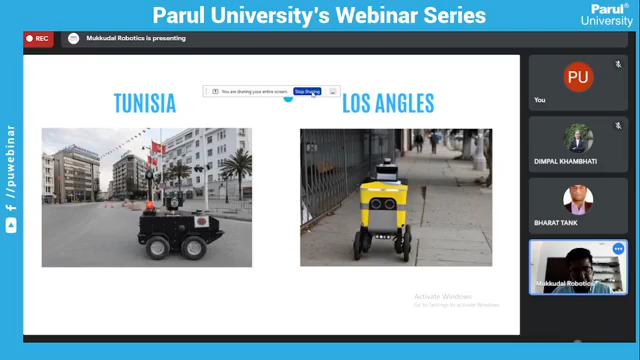 Parul University's Webinar Series
Parul®
University
REC
Mukkudal Robotics is presenting
You are sharing your entire screen.
Stop Sharing
TUNISIA
LOS ANGLES
PU
You
DIMPAL KHAMBHATI
BHARAT TANK
Mukkudal Robotics
Activate Windows
Go to Settings to activate Windows.
f //puwebinar